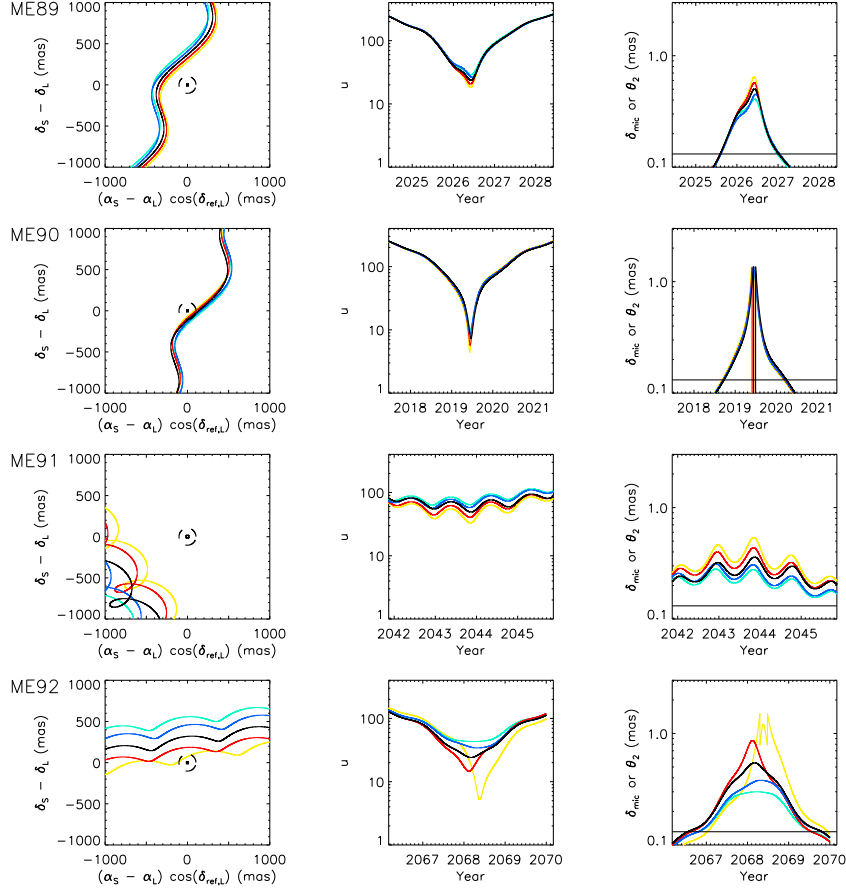 ME89
1000
500
0
−500
−1000
−1000 0 1000
(αS − αL) cos(δref,L) (mas)
δS − δL (mas)
100
10
1
2025 2026 2027 2028
Year
u
1.0
0.1
2025 2026 2027 2028
Year
δmic or θ2 (mas)
ME90
1000
500
0
−500
−1000
−1000 0 1000
(αS − αL) cos(δref,L) (mas)
δS − δL (mas)
100
10
1
2018 2019 2020 2021
Year
u
1.0
0.1
2018 2019 2020 2021
Year
δmic or θ2 (mas)
ME91
1000
500
0
−500
−1000
−1000 0 1000
(αS − αL) cos(δref,L) (mas)
δS − δL (mas)
100
10
1
2042 2043 2044 2045
Year
u
1.0
0.1
2042 2043 2044 2045
Year
δmic or θ2 (mas)
ME92
1000
500
0
−500
−1000
−1000 0 1000
(αS − αL) cos(δref,L) (mas)
δS − δL (mas)
100
10
1
2067 2068 2069 2070
Year
u
1.0
0.1
2067 2068 2069 2070
Year
δmic or θ2 (mas)